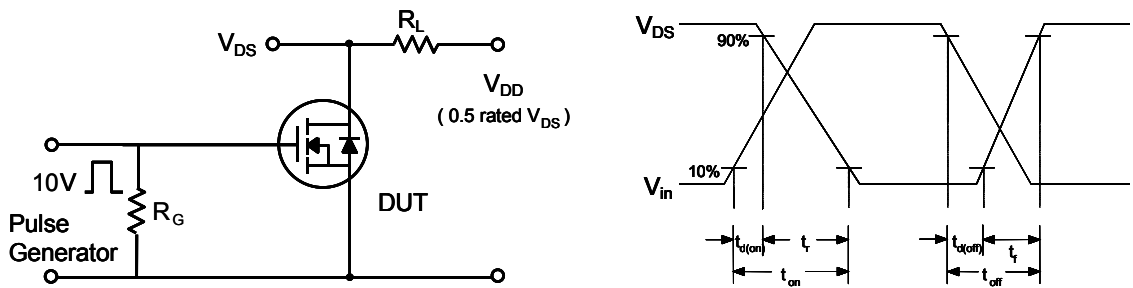 R_L
V_DS
V_DD
( 0.5 rated V_DS )
10V
R_G
DUT
Pulse
Generator
V_DS
90%
10%
V_in
t_d(on)
t_r
t_on
t_d(off)
t_f
t_off